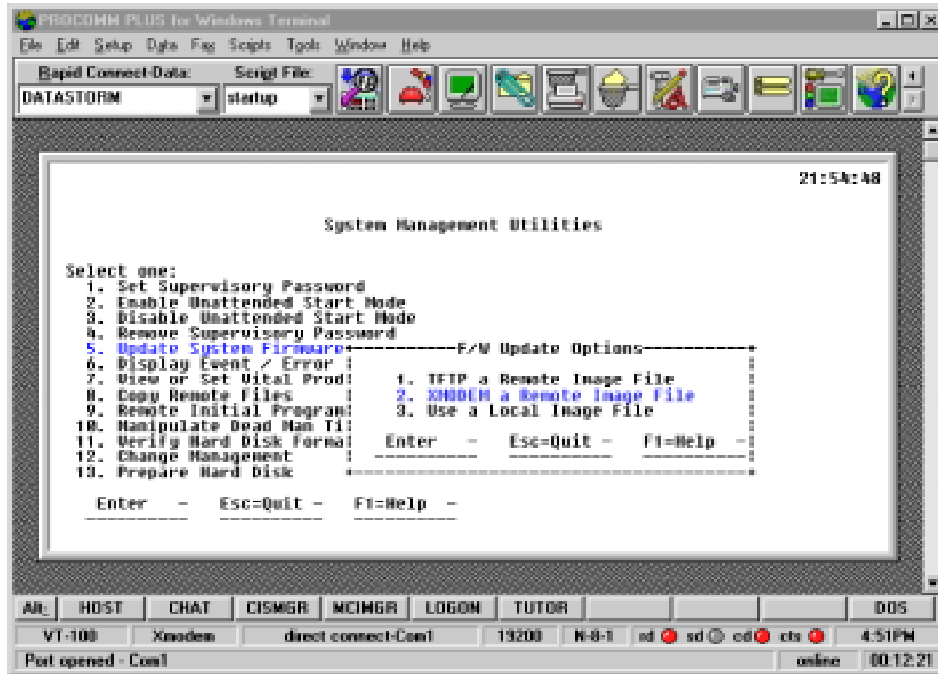 PROCOMM PLUS for Windows Terminal
File Edit Setup Data Fax Scripts Tools Window Help
Rapid Connect-Data: Script File:
DATASTORM startup
21:54:48
System Management Utilities
Select one:
1. Set Supervisory Password
2. Enable Unattended Start Mode
3. Disable Unattended Start Mode
4. Remove Supervisory Password
5. Update System Firmware+-----------F/W Update Options-----------+
6. Display Event / Error |
7. View or Set Vital Prod| 1. TFTP a Remote Image File |
8. Copy Remote Files | 2. XMODEM a Remote Image File |
9. Remote Initial Program| 3. Use a Local Image File |
10. Manipulate Dead Man Ti|
11. Verify Hard Disk Forma| Enter - Esc=Quit - F1=Help -|
12. Change Management |
13. Prepare Hard Disk
Enter - Esc=Quit - F1=Help -
Alt: HOST CHAT CISMGR MCIMGR LOGON TUTOR DOS
VT-100 Xmodem direct connect-Com1 19200 N-8-1 rd sd cd cts 4:51PM
Port opened - Com1 online 00:12:21